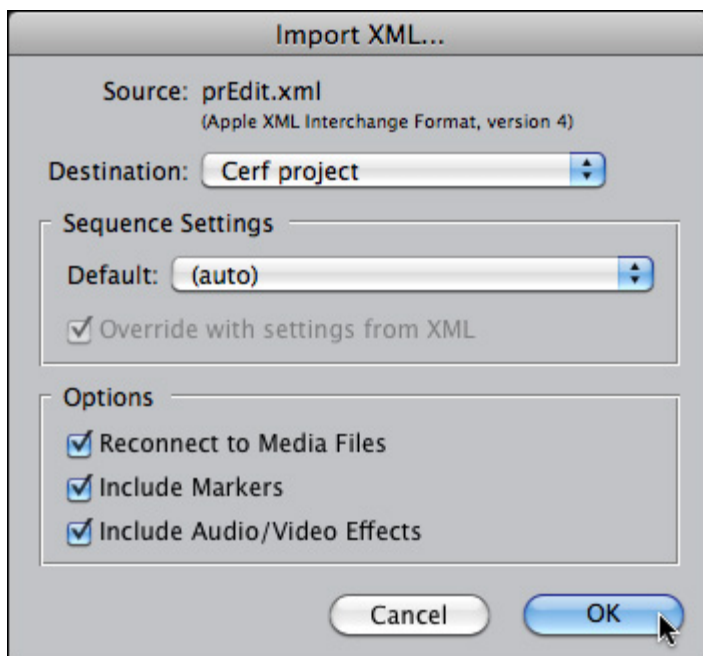 Import XML...
Source: prEdit.xml
(Apple XML Interchange Format, version 4)
Destination: Cerf project
Sequence Settings
Default: (auto)
Override with settings from XML
Options
Reconnect to Media Files
Include Markers
Include Audio/Video Effects
Cancel OK